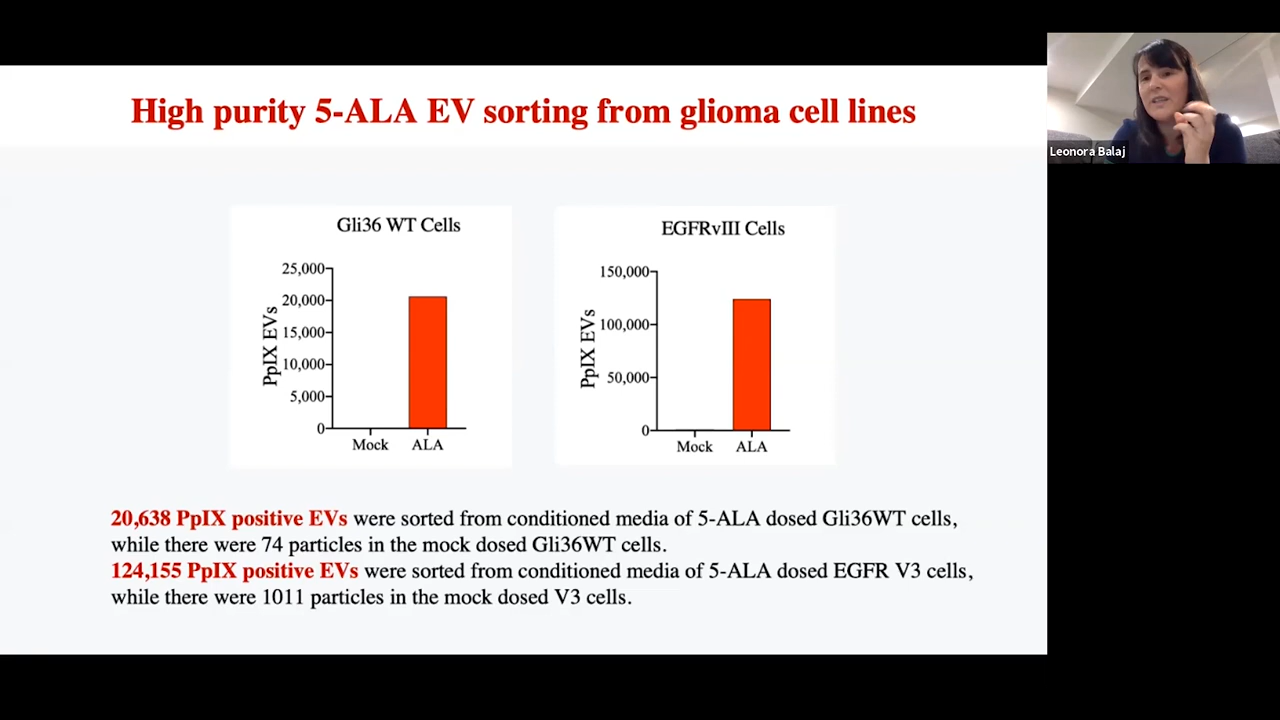 High purity 5-ALA EV sorting from glioma cell lines
Leonora Balaj
Gli36 WT Cells
PpIX EVs
25,000
20,000
15,000
10,000
5,000
0
Mock
ALA
EGFRvIII Cells
PpIX EVs
150,000
100,000
50,000
0
Mock
ALA
20,638 PpIX positive EVs were sorted from conditioned media of 5-ALA dosed Gli36WT cells,
while there were 74 particles in the mock dosed Gli36WT cells.
124,155 PpIX positive EVs were sorted from conditioned media of 5-ALA dosed EGFR V3 cells,
while there were 1011 particles in the mock dosed V3 cells.